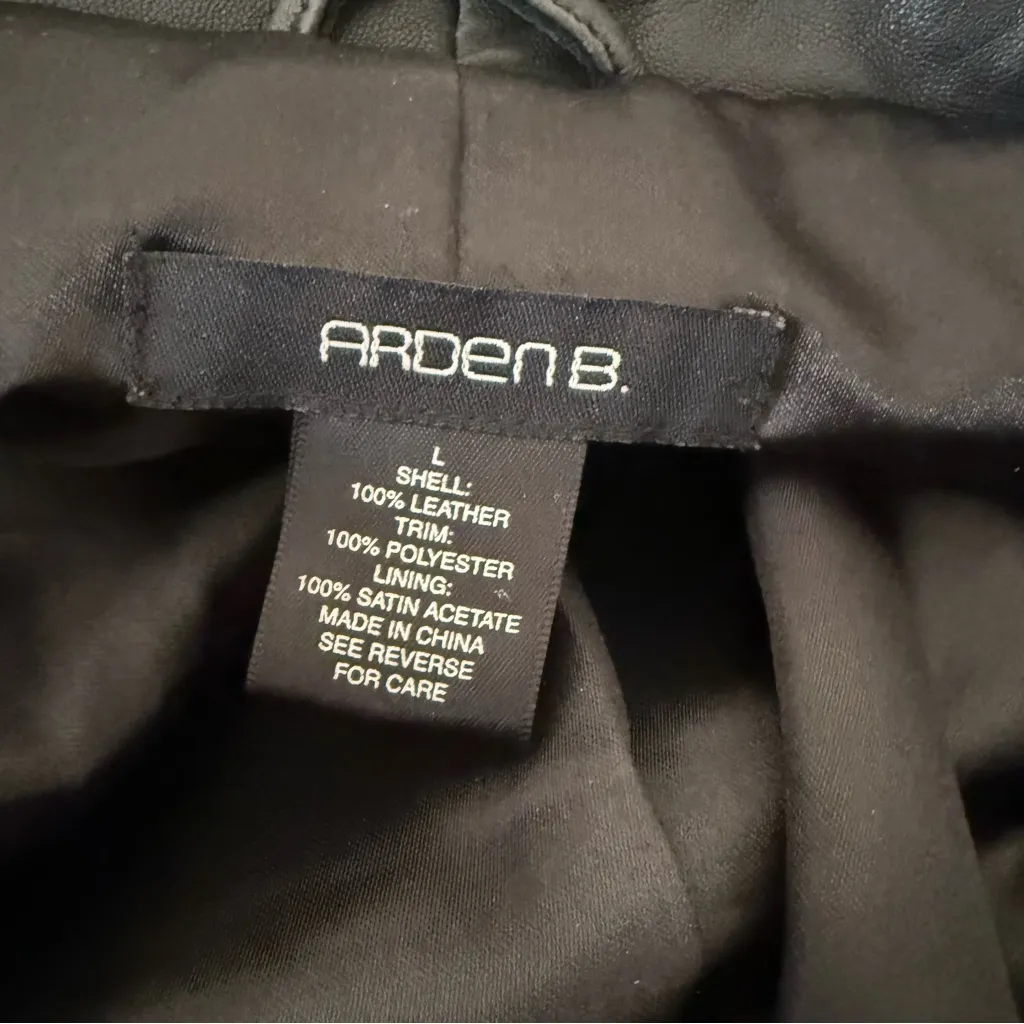 ARDen B.
L
SHELL:
100% LEATHER
TRIM:
100% POLYESTER
LINING:
100% SATIN ACETATE
MADE IN CHINA
SEE REVERSE
FOR CARE